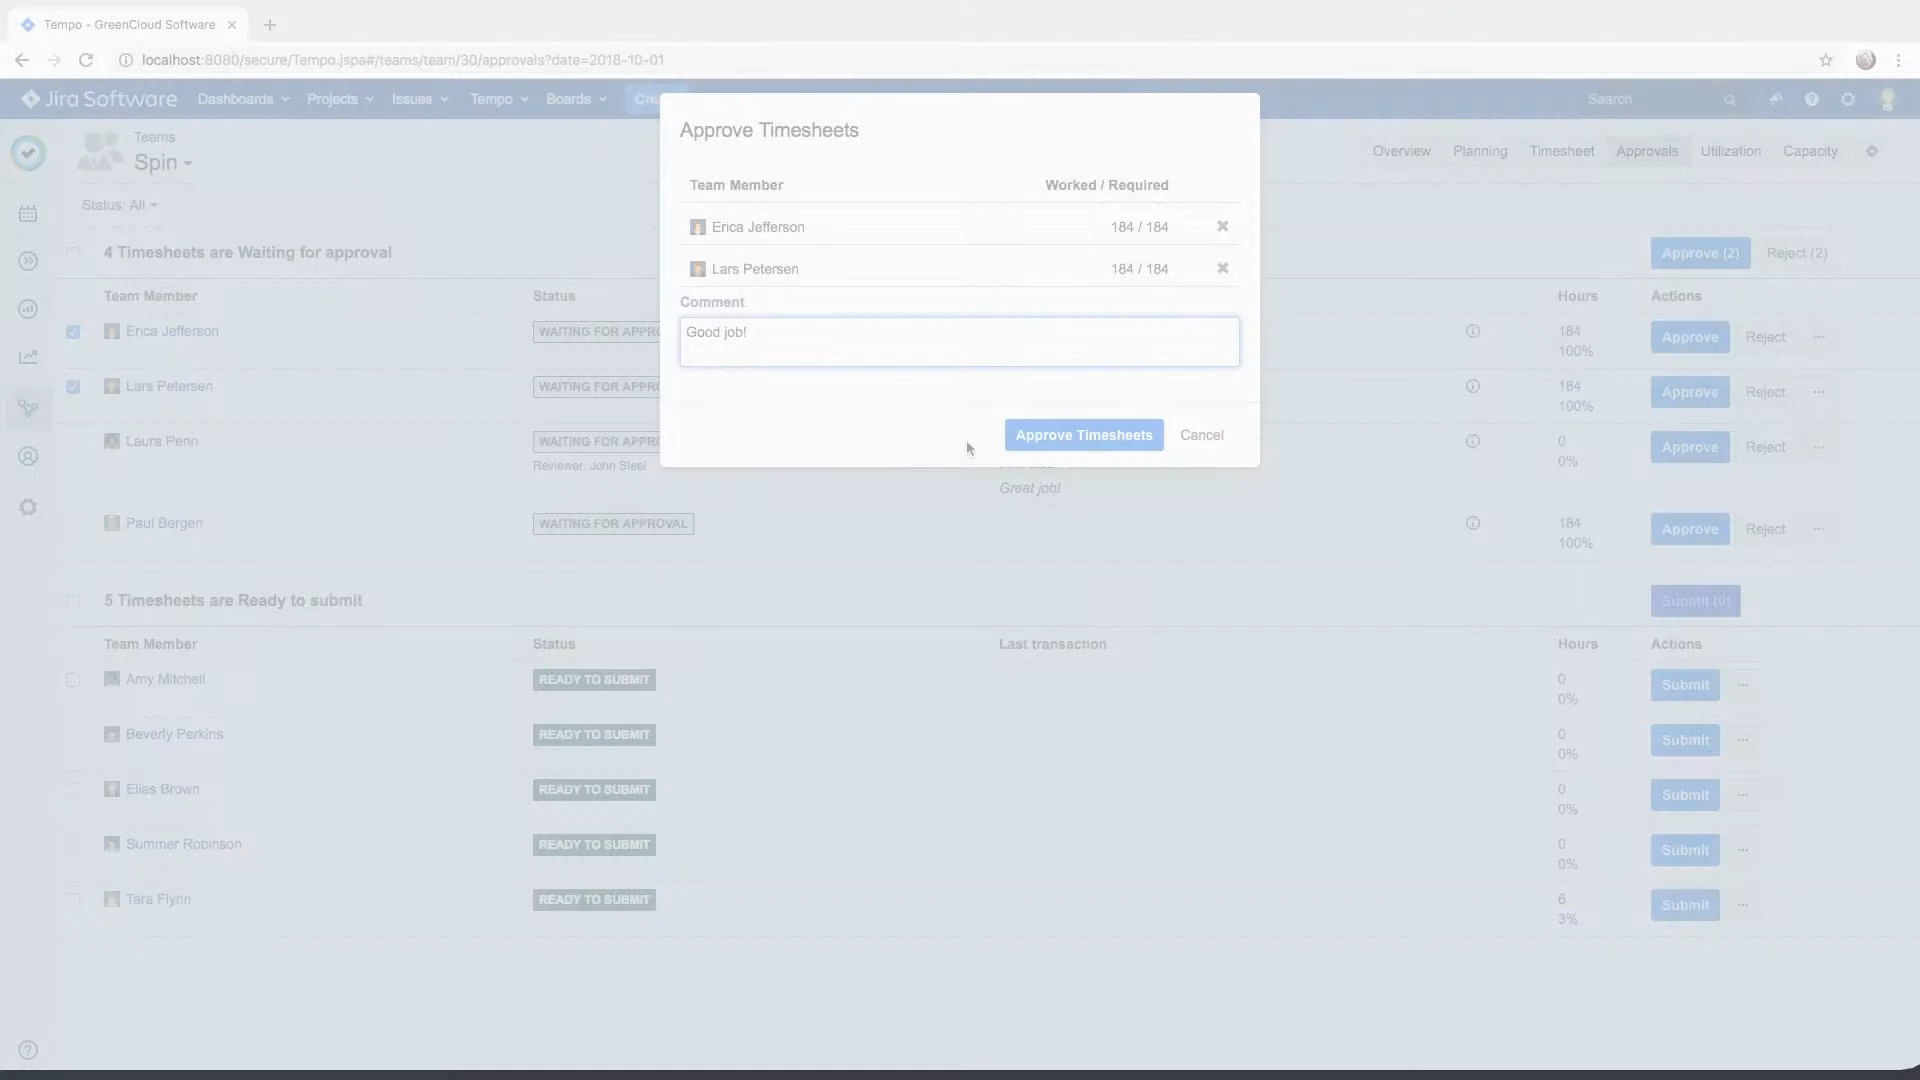 Tempo - GreenCloud Software
localhost:8080/secure/Tempo.jspa#/teams/team/30/approvals?date=2018-10-01
Jira Software Dashboards Projects Issues Tempo Boards Search
Teams
Spin
Overview Planning Timesheet Approvals Utilization Capacity
Status: All
Approve Timesheets
Team Member Worked / Required
Erica Jefferson 184 / 184
Lars Petersen 184 / 184
Comment
Good job!
Approve Timesheets Cancel
4 Timesheets are Waiting for approval Approve (2) Reject (2)
Team Member Status Hours Actions
Erica Jefferson WAITING FOR 184 Approve Reject
100%
Lars Petersen WAITING FOR 184 Approve Reject
100%
Laura Penn WAITING FOR 0 Approve Reject
Reviewer: John Steel 0%
Great job!
Paul Bergen WAITING FOR APPROVAL 184 Approve Reject
100%
5 Timesheets are Ready to submit Submit (0)
Team Member Status Last transaction Hours Actions
Amy Mitchell READY TO SUBMIT 0 Submit
0%
Beverly Perkins READY TO SUBMIT 0 Submit
0%
Elias Brown READY TO SUBMIT 0 Submit
0%
Summer Robinson READY TO SUBMIT 0 Submit
0%
Tara Flynn READY TO SUBMIT 6 Submit
3%